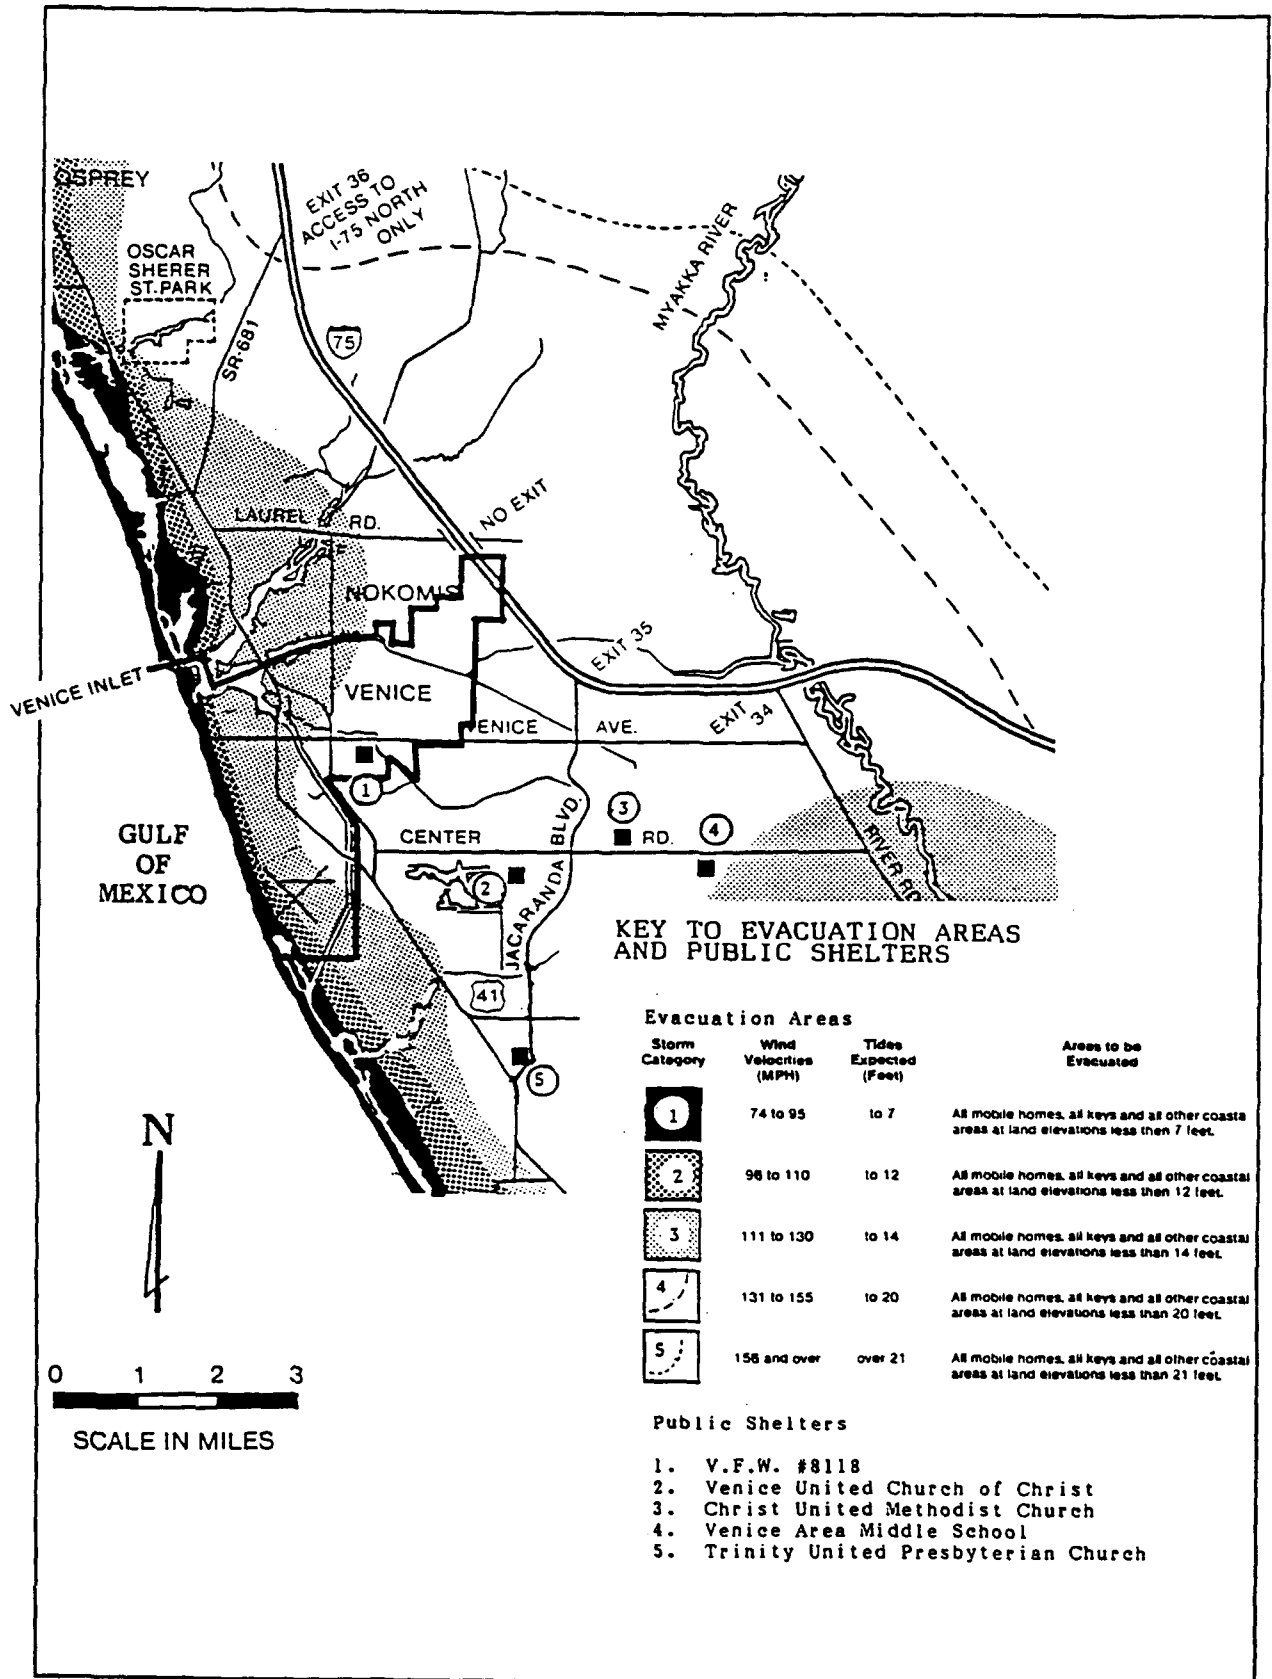 OSPREY
EXIT 36
ACCESS TO
I-75 NORTH
ONLY
OSCAR
SHERER
ST. PARK
SR-681
75
MYAKKA RIVER
NO EXIT
LAUREL RD.
NOKOMIS
EXIT 35
VENICE INLET
VENICE
EXIT 34
VENICE AVE.
1
3
4
GULF
OF
MEXICO
CENTER RD.
JACARANDA BLVD.
RIVER RD
2
41
5
KEY TO EVACUATION AREAS
AND PUBLIC SHELTERS
Evacuation Areas
Storm Category Wind Velocities (MPH) Tides Expected (Feet) Areas to be Evacuated
1 74 to 95 to 7 All mobile homes, all keys and all other coasta
areas at land elevations less then 7 feet.
2 96 to 110 to 12 All mobile homes, all keys and all other coastal
areas at land elevations less then 12 feet.
3 111 to 130 to 14 All mobile homes, all keys and all other coastal
areas at land elevations less than 14 feet.
4 131 to 155 to 20 All mobile homes, all keys and all other coastal
areas at land elevations less than 20 feet.
5 156 and over over 21 All mobile homes, all keys and all other coastal
areas at land elevations less than 21 feet.
N
0 1 2 3
SCALE IN MILES
Public Shelters
1. V.F.W. #8118
2. Venice United Church of Christ
3. Christ United Methodist Church
4. Venice Area Middle School
5. Trinity United Presbyterian Church